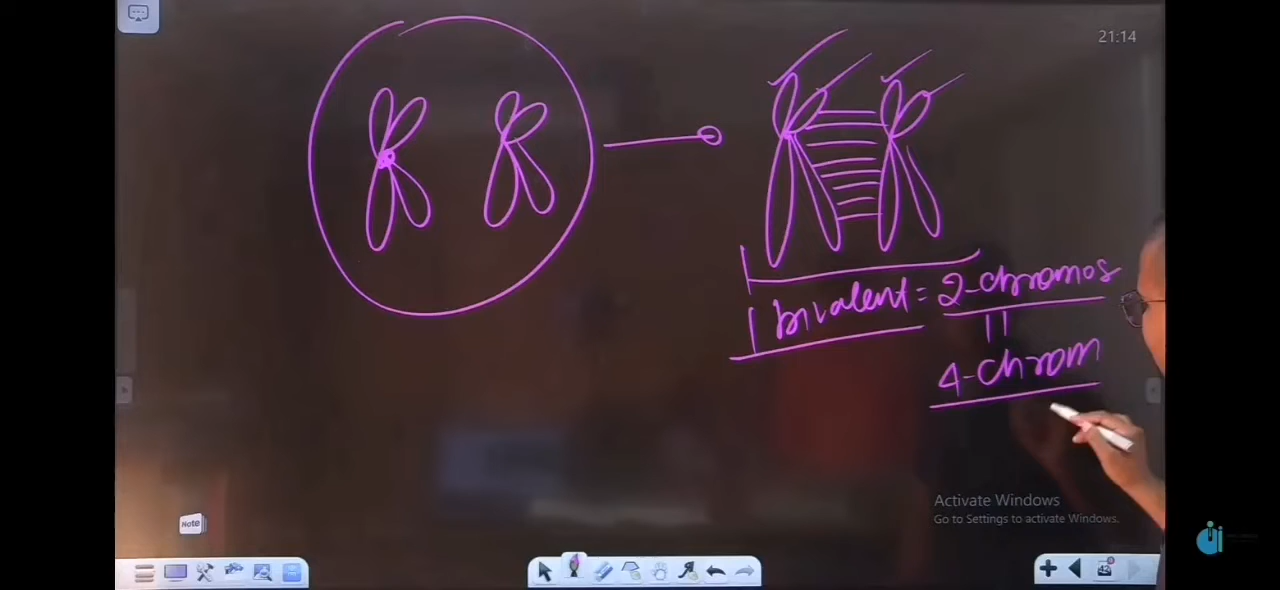 21:14
1 bivalent = 2-chromos
4-chrom
Activate Windows
Go to Settings to activate Windows.
Note